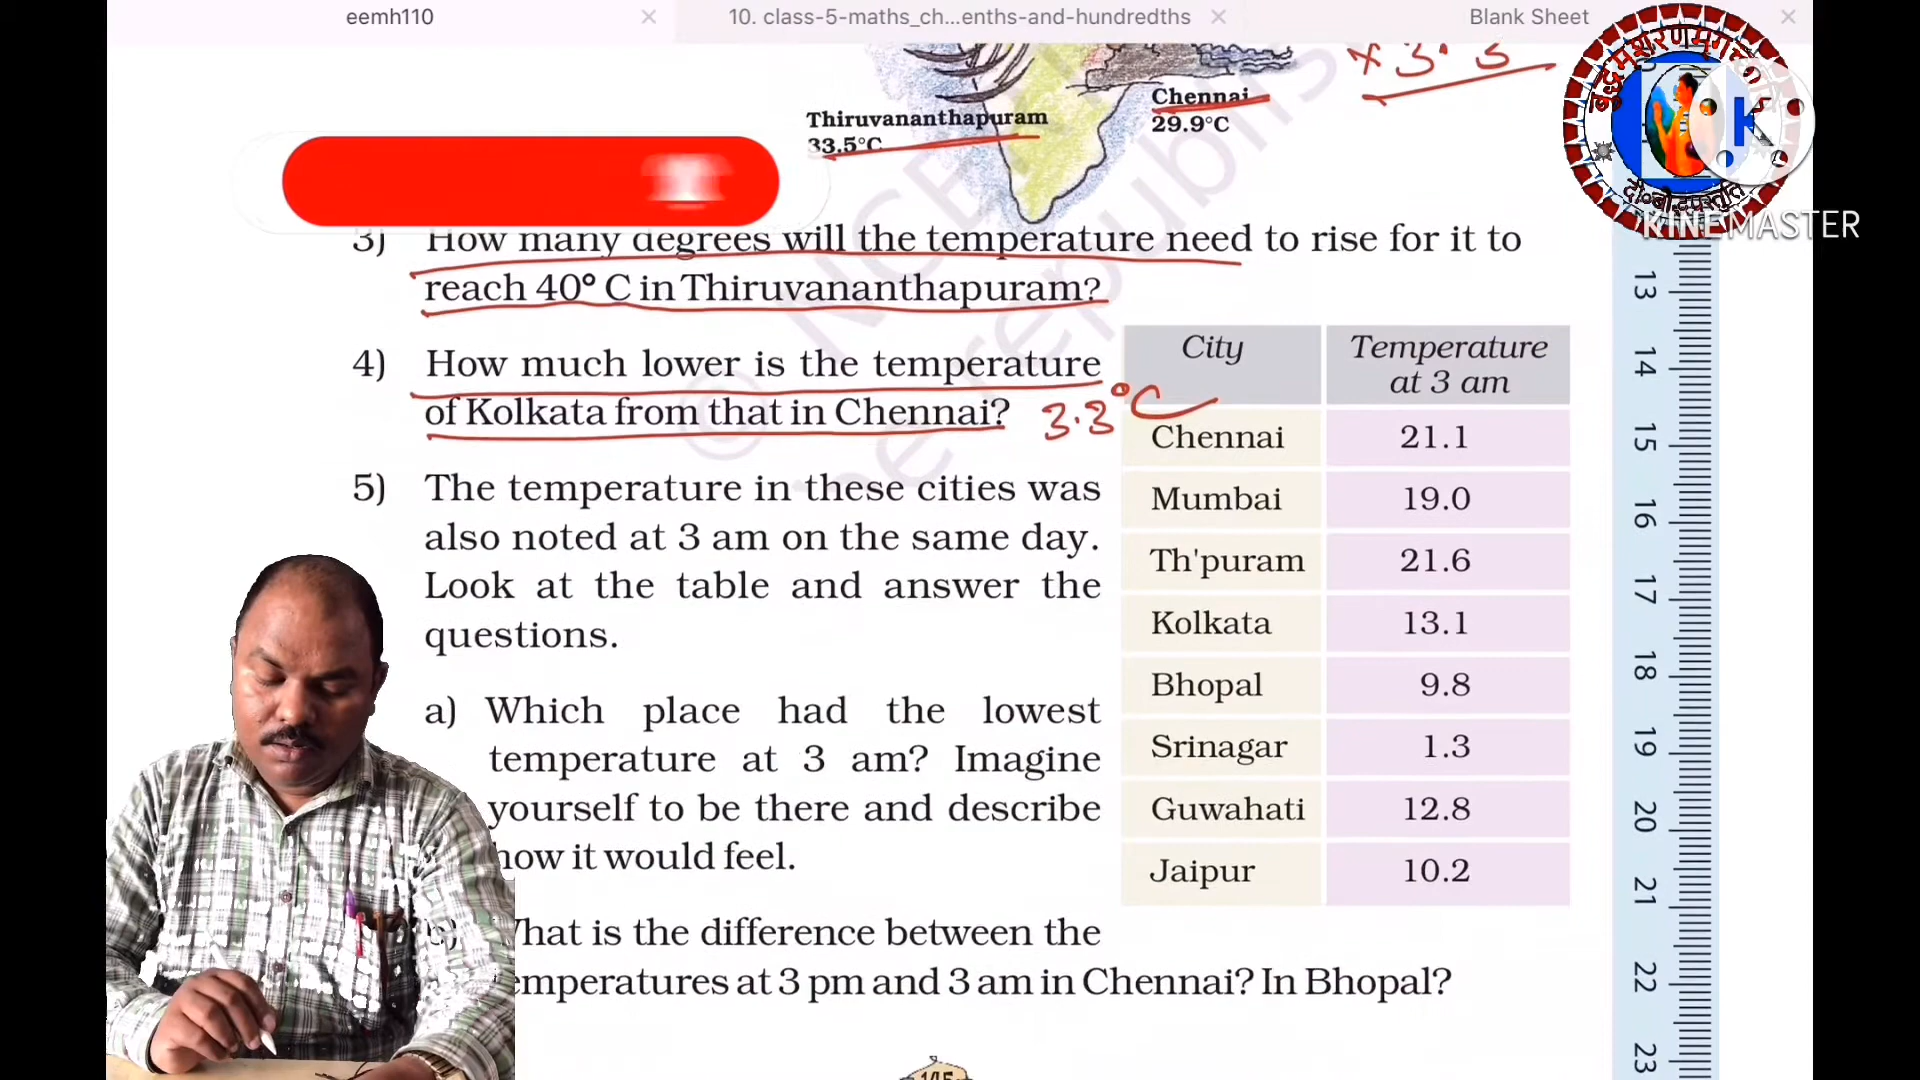 eemh110
10. class-5-maths_ch...enths-and-hundredths
Blank Sheet
× 3. 3
Chennai
29.9°C
Thiruvananthapuram
33.5°C
K
KINEMASTER
3) How many degrees will the temperature need to rise for it to
reach 40° C in Thiruvananthapuram?
4) How much lower is the temperature
of Kolkata from that in Chennai? 3.3°C
5) The temperature in these cities was
also noted at 3 am on the same day.
Look at the table and answer the
questions.
a) Which place had the lowest
temperature at 3 am? Imagine
yourself to be there and describe
how it would feel.
What is the difference between the
temperatures at 3 pm and 3 am in Chennai? In Bhopal?
City Temperature
at 3 am
Chennai 21.1
Mumbai 19.0
Th'puram 21.6
Kolkata 13.1
Bhopal 9.8
Srinagar 1.3
Guwahati 12.8
Jaipur 10.2
13
14
15
16
17
18
19
20
21
22
23